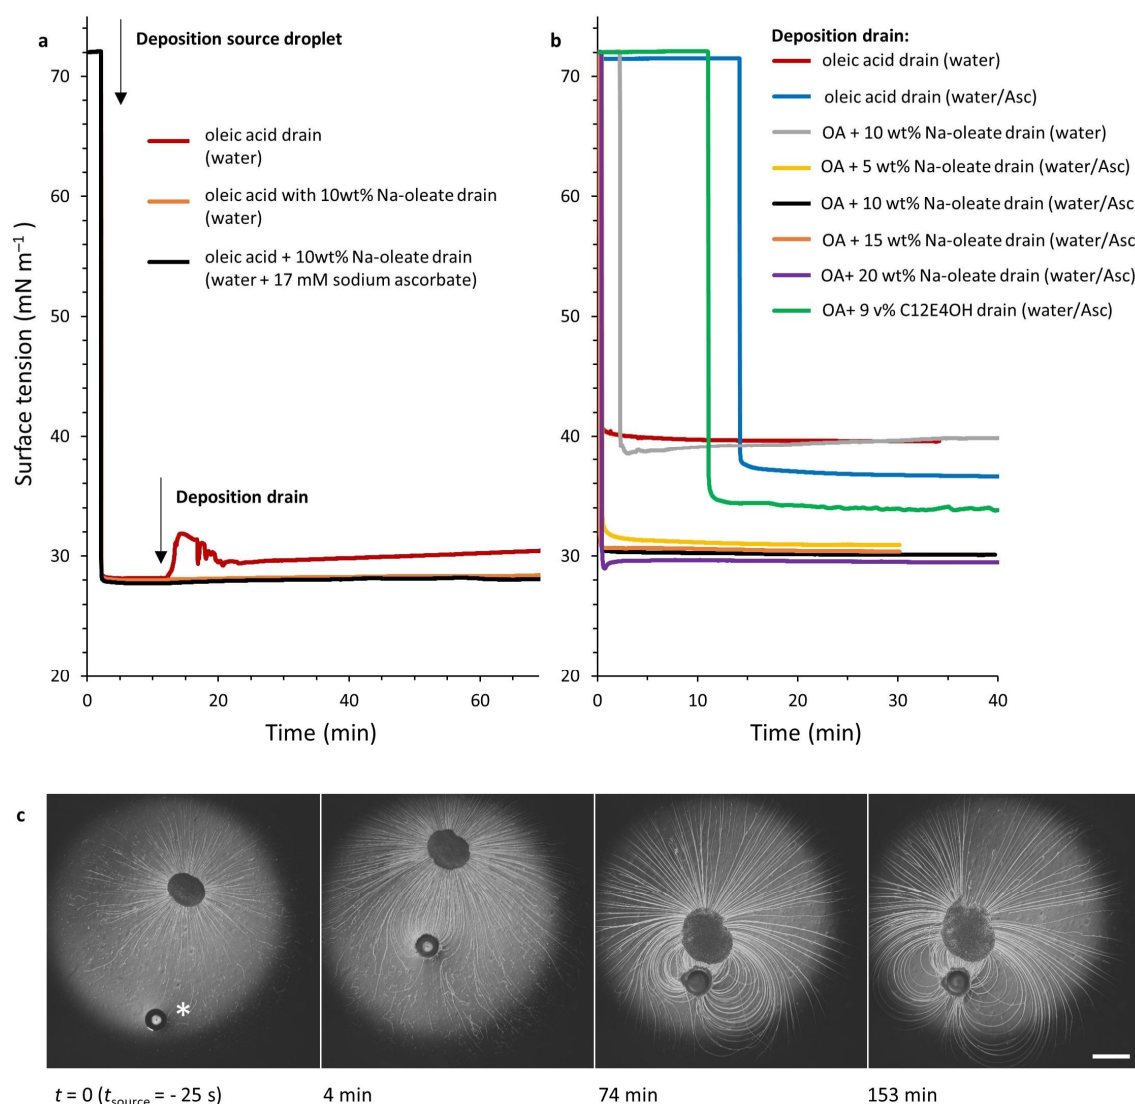 a
Deposition source droplet
oleic acid drain
(water)
oleic acid with 10wt% Na-oleate drain
(water)
oleic acid + 10wt% Na-oleate drain
(water + 17 mM sodium ascorbate)
Deposition drain
Surface tension (mN m⁻¹ )
70
60
50
40
30
20
0
20
40
60
Time (min)
b
Deposition drain:
oleic acid drain (water)
oleic acid drain (water/Asc)
OA + 10 wt% Na-oleate drain (water)
OA + 5 wt% Na-oleate drain (water/Asc)
OA + 10 wt% Na-oleate drain (water/Asc
OA + 15 wt% Na-oleate drain (water/Asc
OA+ 20 wt% Na-oleate drain (water/Asc)
OA+ 9 v% C12E4OH drain (water/Asc)
70
60
50
40
30
20
0
10
20
30
40
Time (min)
c
*
t = 0 (tsource = - 25 s)
4 min
74 min
153 min